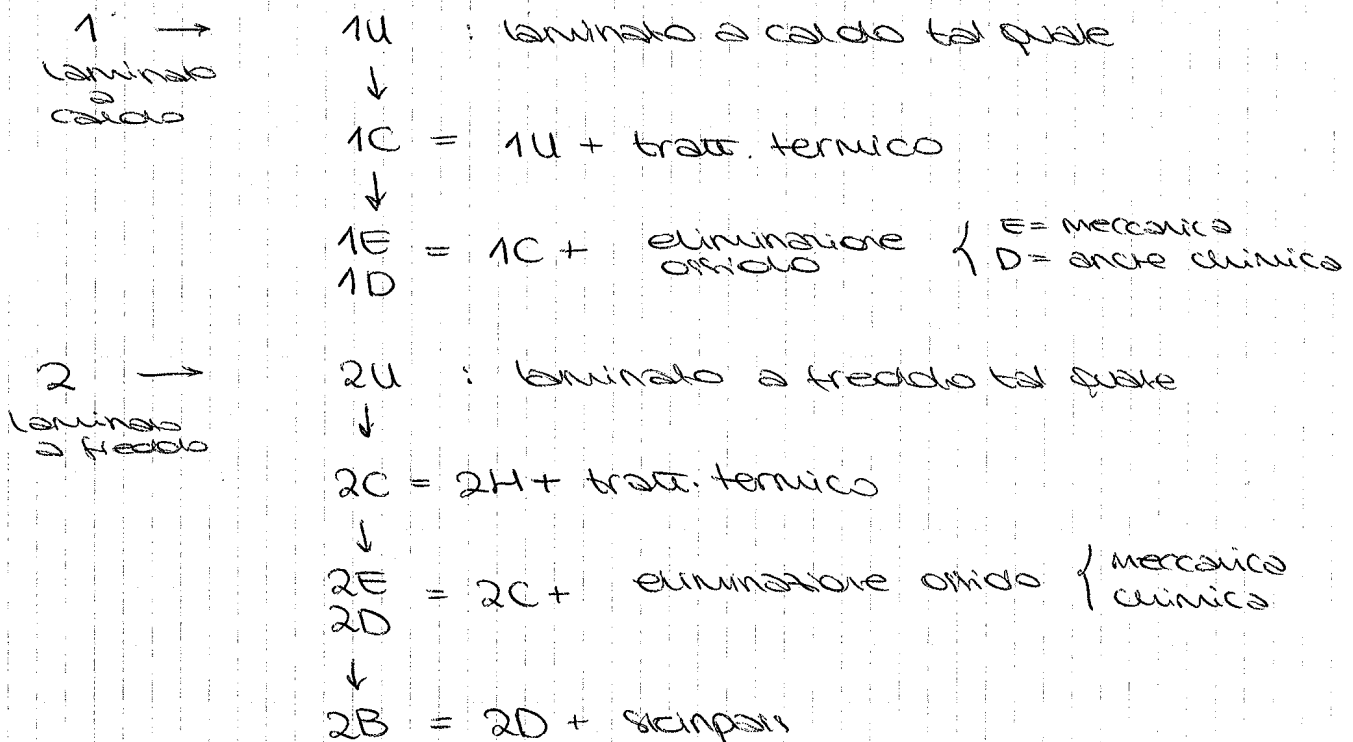 1 → 1U : laminato a caldo tal quale
laminato
a
caldo
↓
1C = 1U + tratt. termico
↓
1E
1D = 1C + eliminazione ossido { E = meccanica
D = anche chimica
2 → 2U : laminato a freddo tal quale
laminato
a freddo
↓
2C = 2H + tratt. termico
↓
2E
2D = 2C + eliminazione ossido { meccanica
chimica
↓
2B = 2D + skinpass